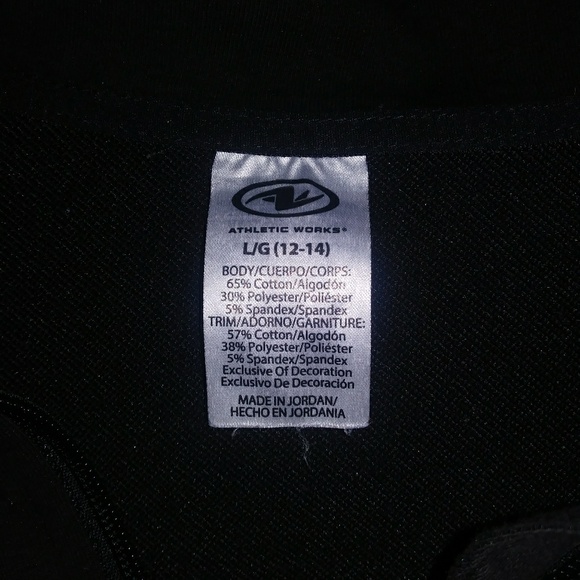 ATHLETIC WORKS®
L/G (12-14)
BODY/CUERPO/CORPS:
65% Cotton/Algodón
30% Polyester/Poliéster
5% Spandex/Spandex
TRIM/ADORNO/GARNITURE:
57% Cotton/Algodón
38% Polyester/Poliéster
5% Spandex/Spandex
Exclusive Of Decoration
Exclusivo De Decoración
MADE IN JORDAN/
HECHO EN JORDANIA